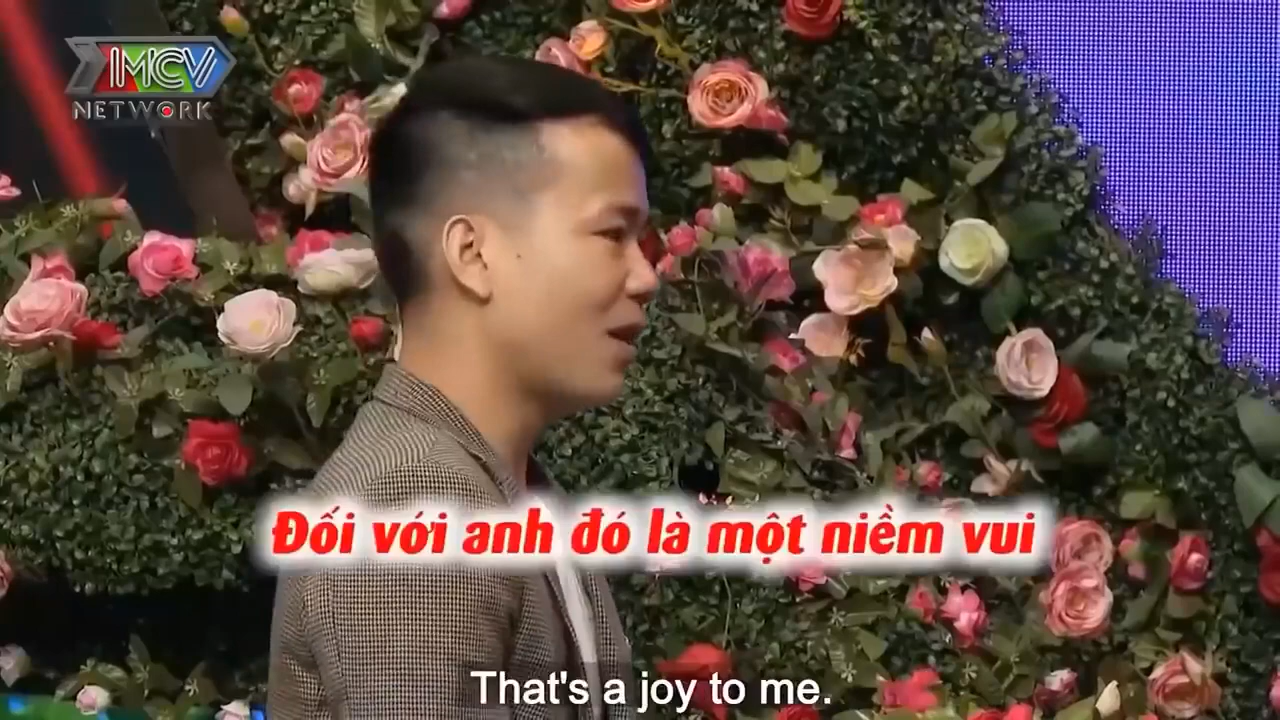 MCV
NETWORK
Đối với anh đó là một niềm vui
That's a joy to me.